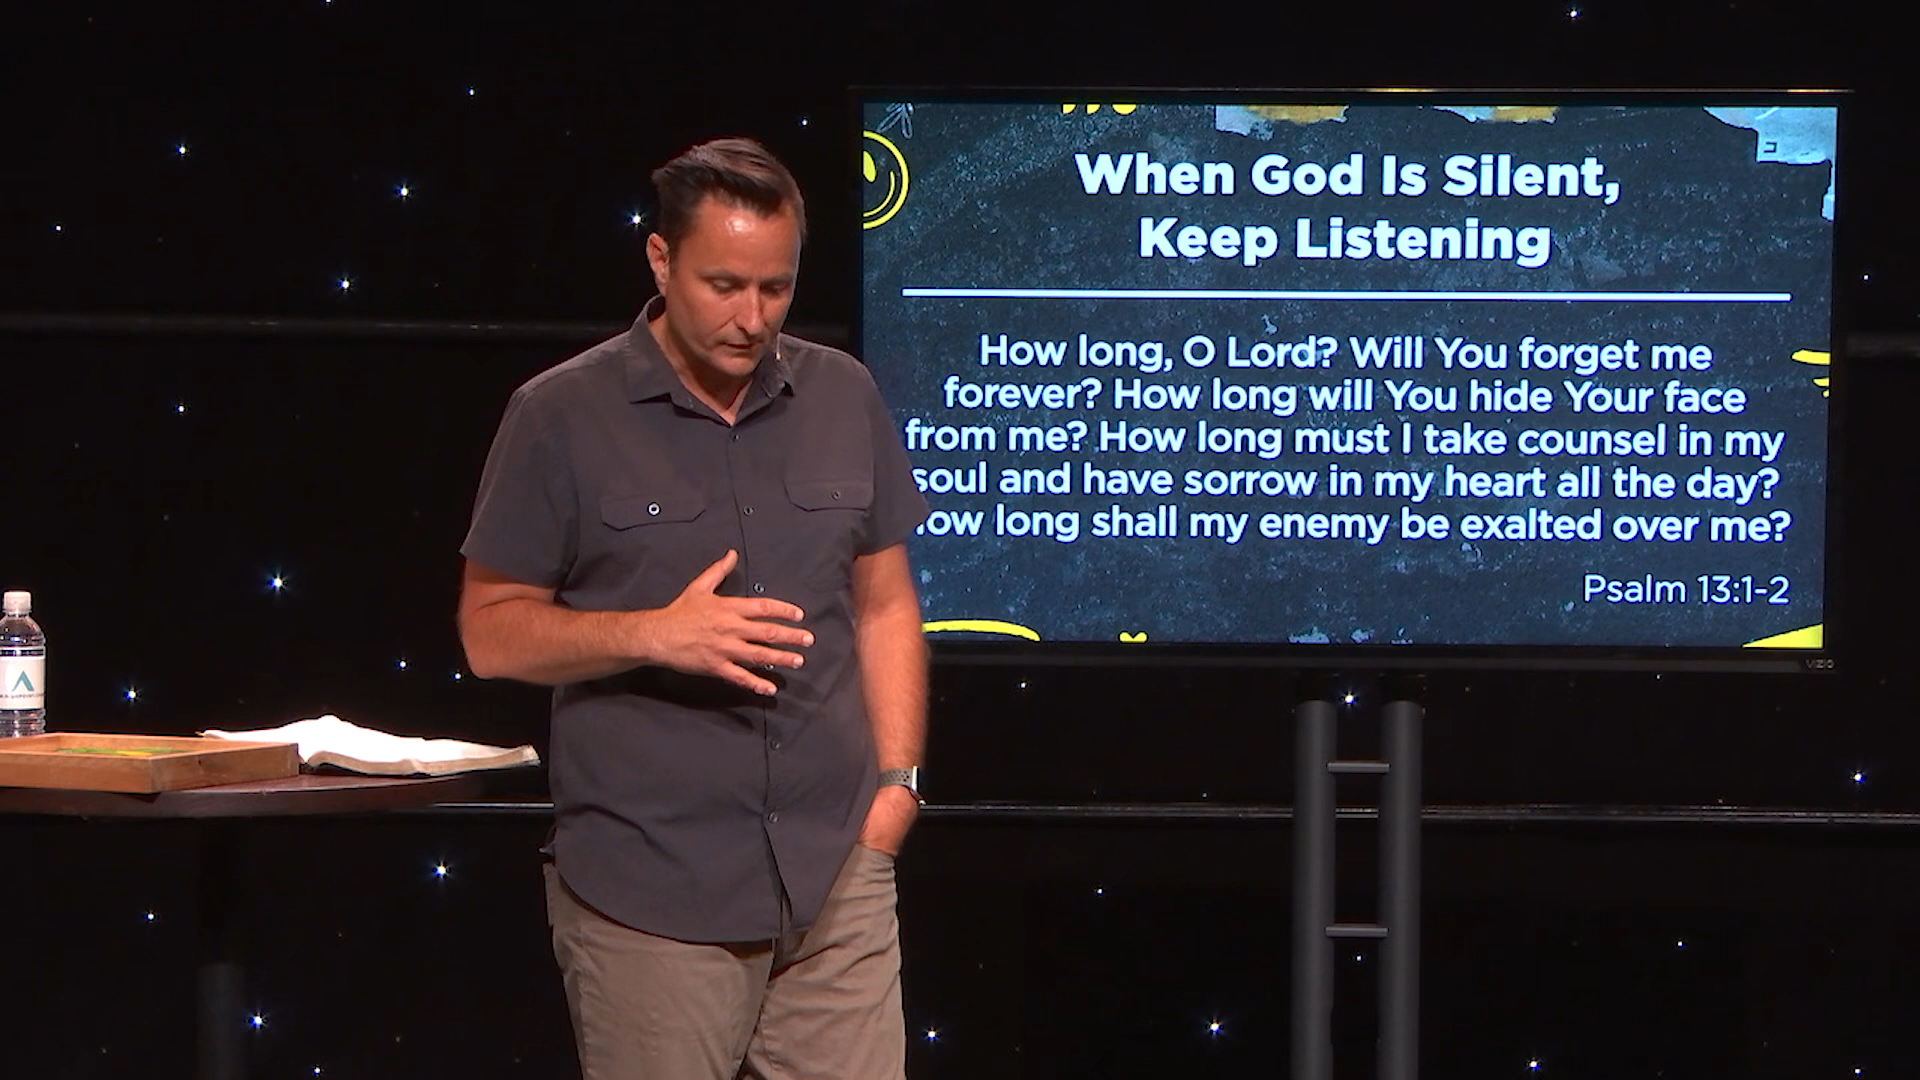 When God Is Silent,
Keep Listening
How long, O Lord? Will You forget me
forever? How long will You hide Your face
from me? How long must I take counsel in my
soul and have sorrow in my heart all the day?
How long shall my enemy be exalted over me?
Psalm 13:1-2
VIZIO